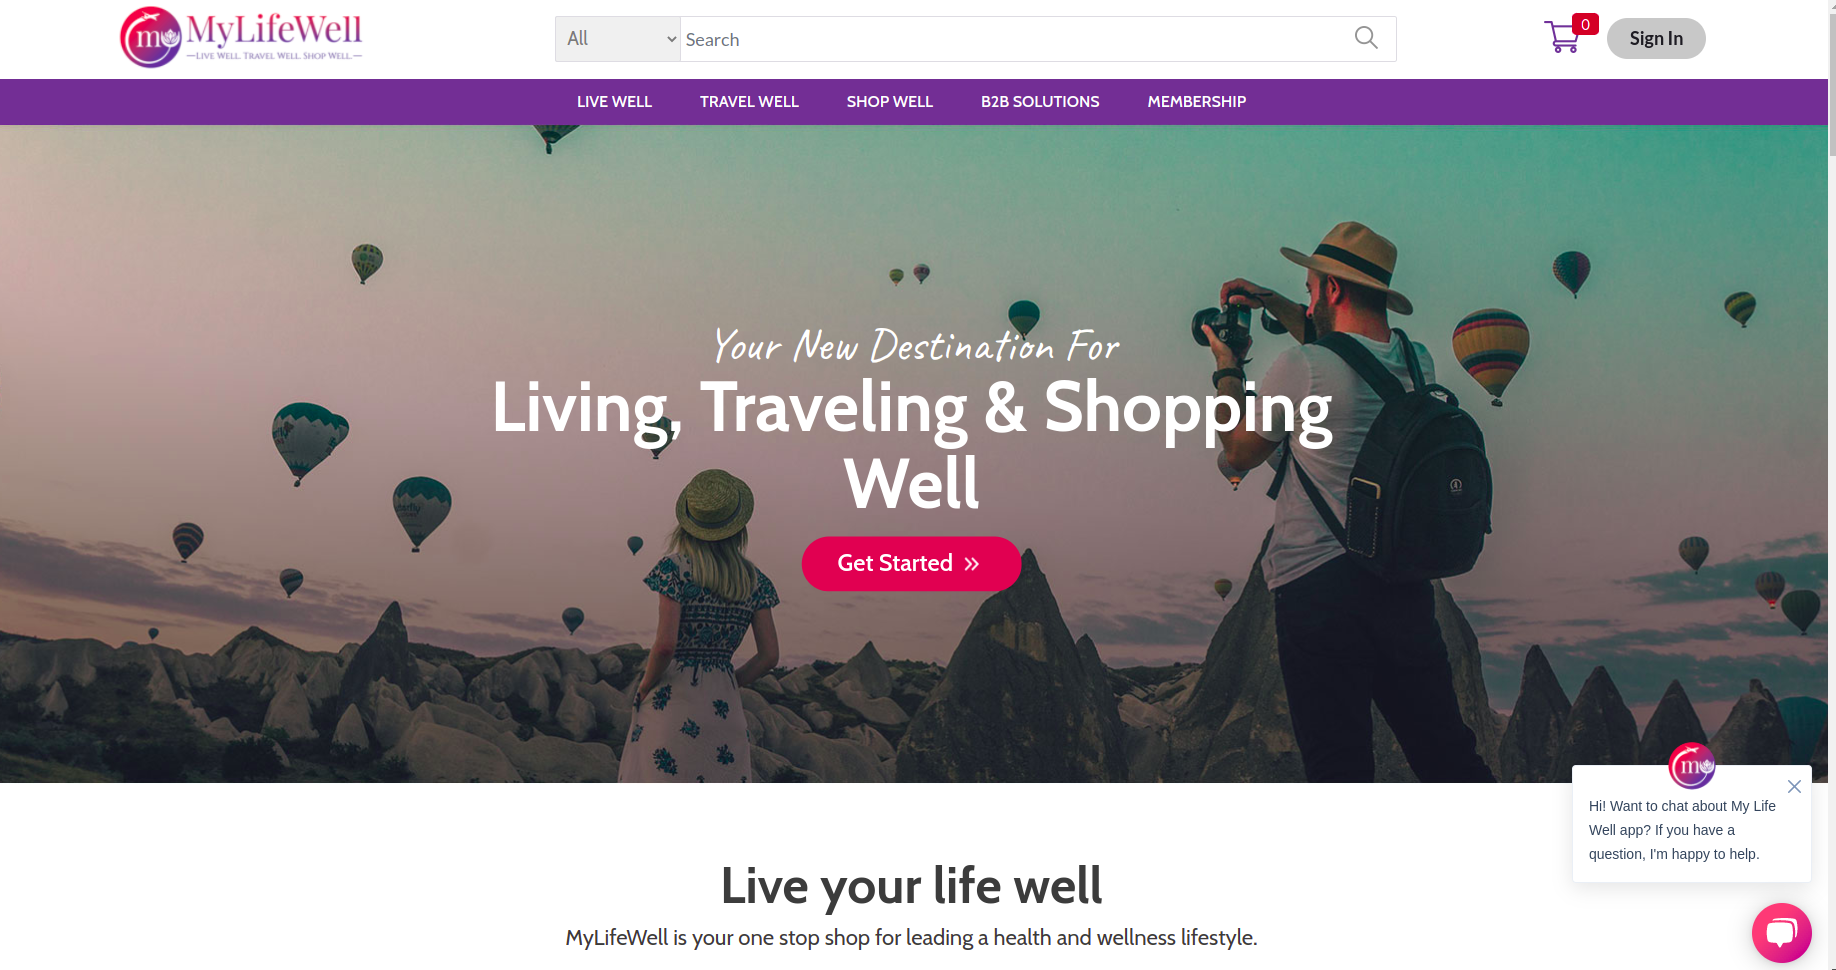 m MyLifeWell
—LIVE WELL. TRAVEL WELL. SHOP WELL.—
All
Search
0
Sign In
LIVE WELL
TRAVEL WELL
SHOP WELL
B2B SOLUTIONS
MEMBERSHIP
Your New Destination For
Living, Traveling & Shopping
Well
Get Started »
m
Hi! Want to chat about My Life
Well app? If you have a
question, I'm happy to help.
Live your life well
MyLifeWell is your one stop shop for leading a health and wellness lifestyle.